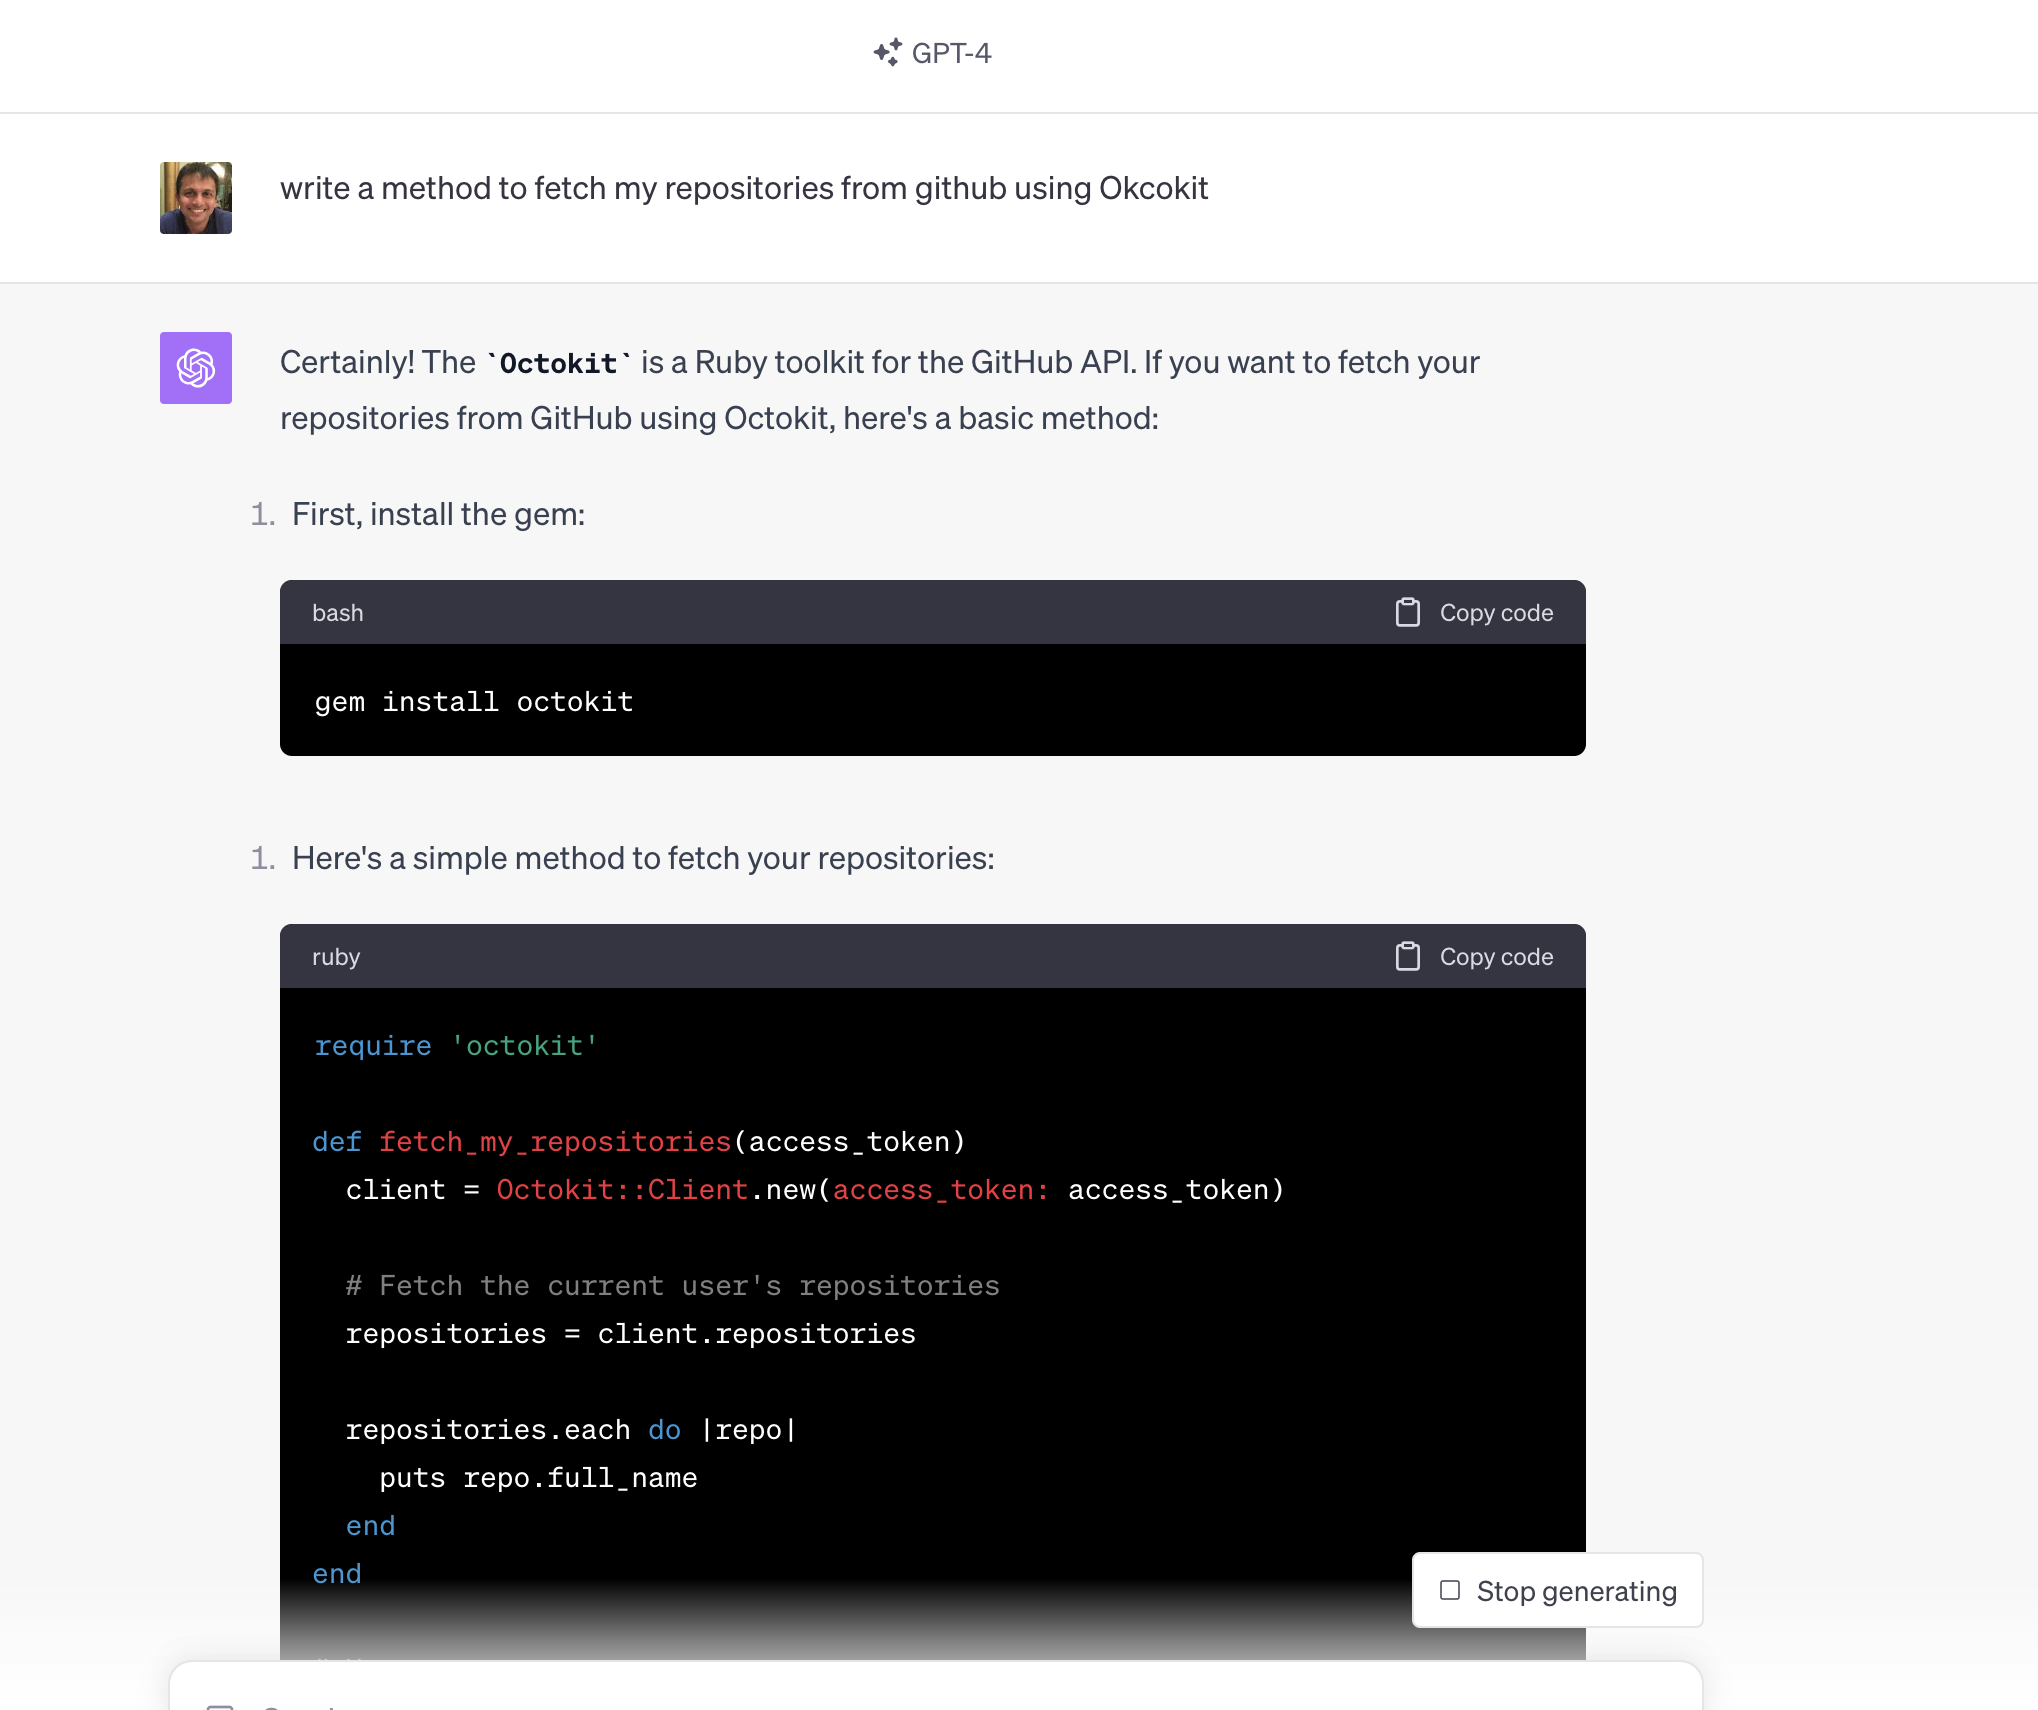 GPT-4
write a method to fetch my repositories from github using Okcokit
Certainly! The `Octokit` is a Ruby toolkit for the GitHub API. If you want to fetch your
repositories from GitHub using Octokit, here's a basic method:
1. First, install the gem:
bash Copy code
gem install octokit
1. Here's a simple method to fetch your repositories:
ruby Copy code
require 'octokit'
def fetch_my_repositories(access_token)
  client = Octokit::Client.new(access_token: access_token)
  # Fetch the current user's repositories
  repositories = client.repositories
  repositories.each do |repo|
    puts repo.full_name
  end
end
Stop generating